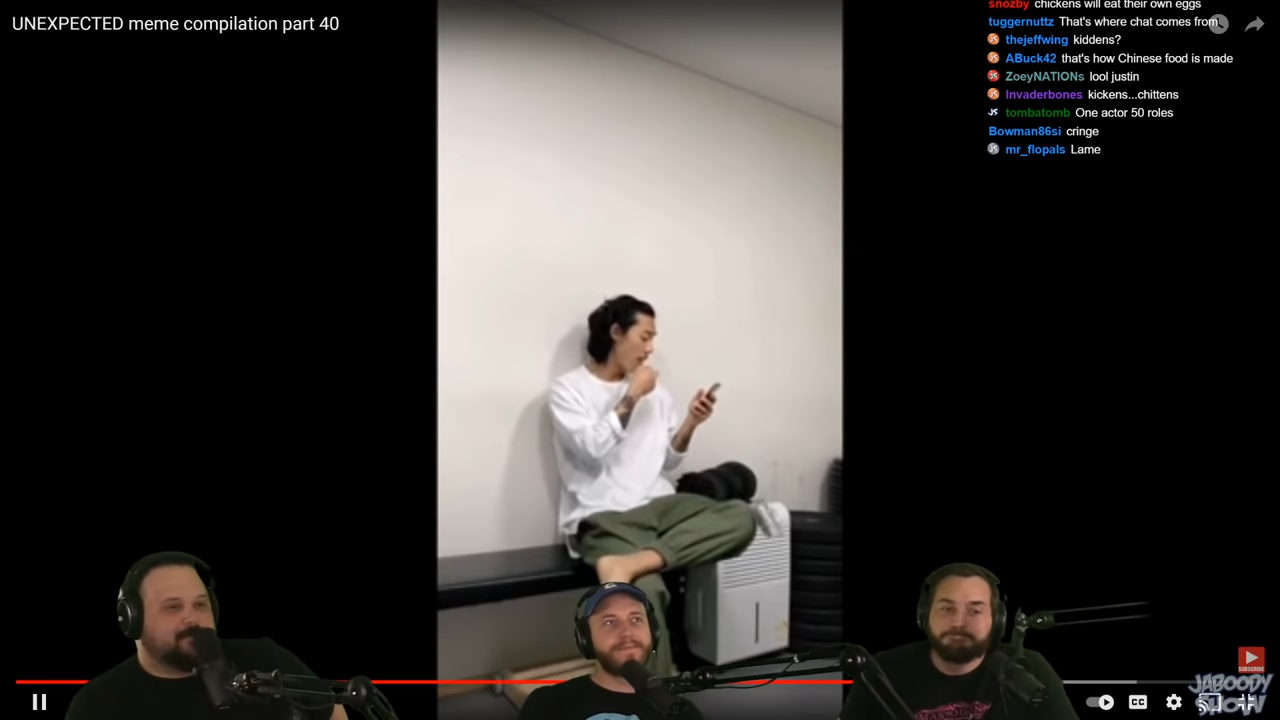 UNEXPECTED meme compilation part 40
snozby chickens will eat their own eggs
tuggernuttz That's where chat comes from
thejeffwing kiddens?
ABuck42 that's how Chinese food is made
ZoeyNATIONs lool justin
Invaderbones kickens...chittens
tombatomb One actor 50 roles
Bowman86si cringe
mr_flopals Lame
SUBSCRIBE
JABOODY
SHOW
CC